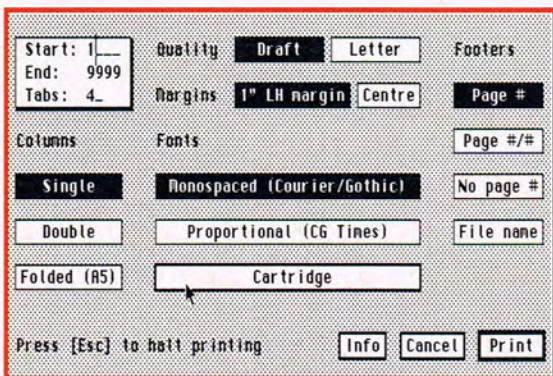 Start: 1___ Quality Draft Letter Footers
End: 9999
Tabs: 4_ Margins 1" LH margin Centre Page #
Columns Fonts Page #/#
Single Monospaced (Courier/Gothic) No page #
Double Proportional (CG Times) File name
Folded (A5) Cartridge
Press [Esc] to halt printing Info Cancel Print